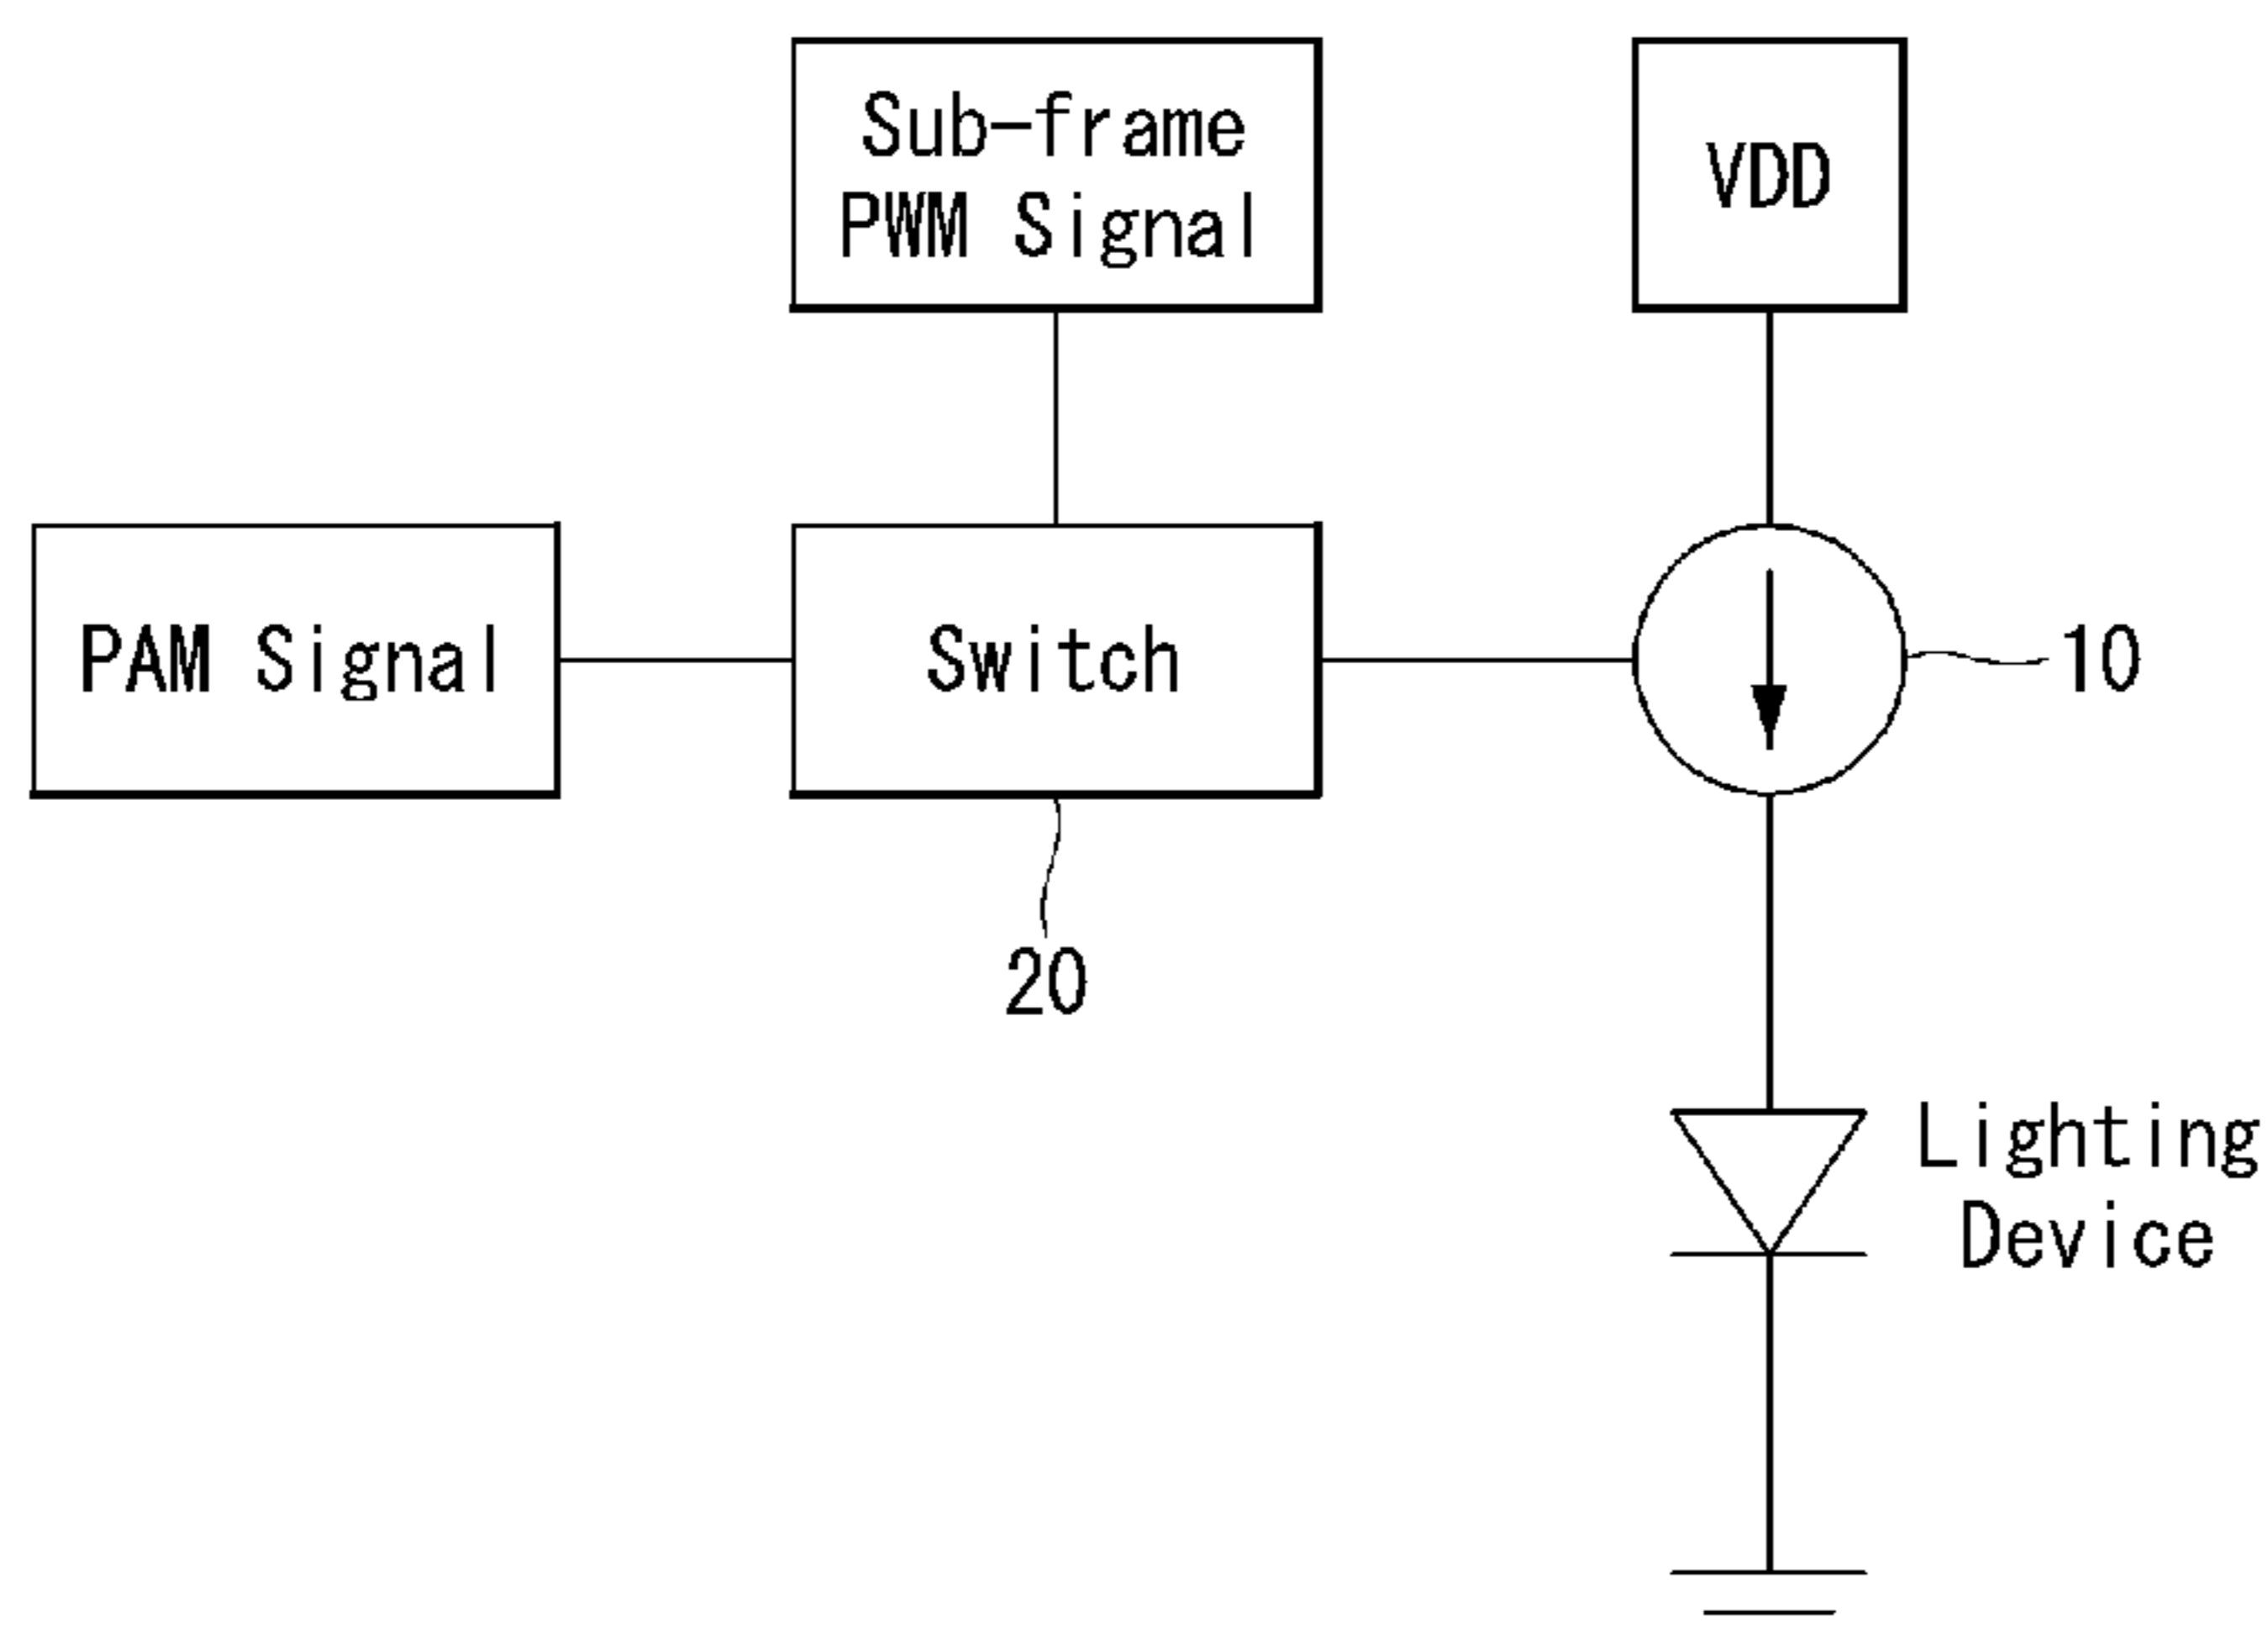 Sub-frame
PWM Signal
VDD
PAM Signal
Switch
10
20
Lighting
Device